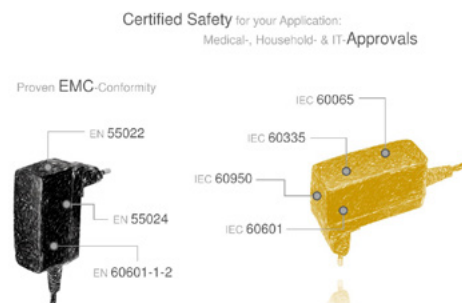 Certified Safety for your Application:
Medical-, Household- & IT-Approvals
Proven EMC-Conformity
IEC 60065
EN 55022
IEC 60335
IEC 60950
EN 55024
IEC 60601
EN 60601-1-2